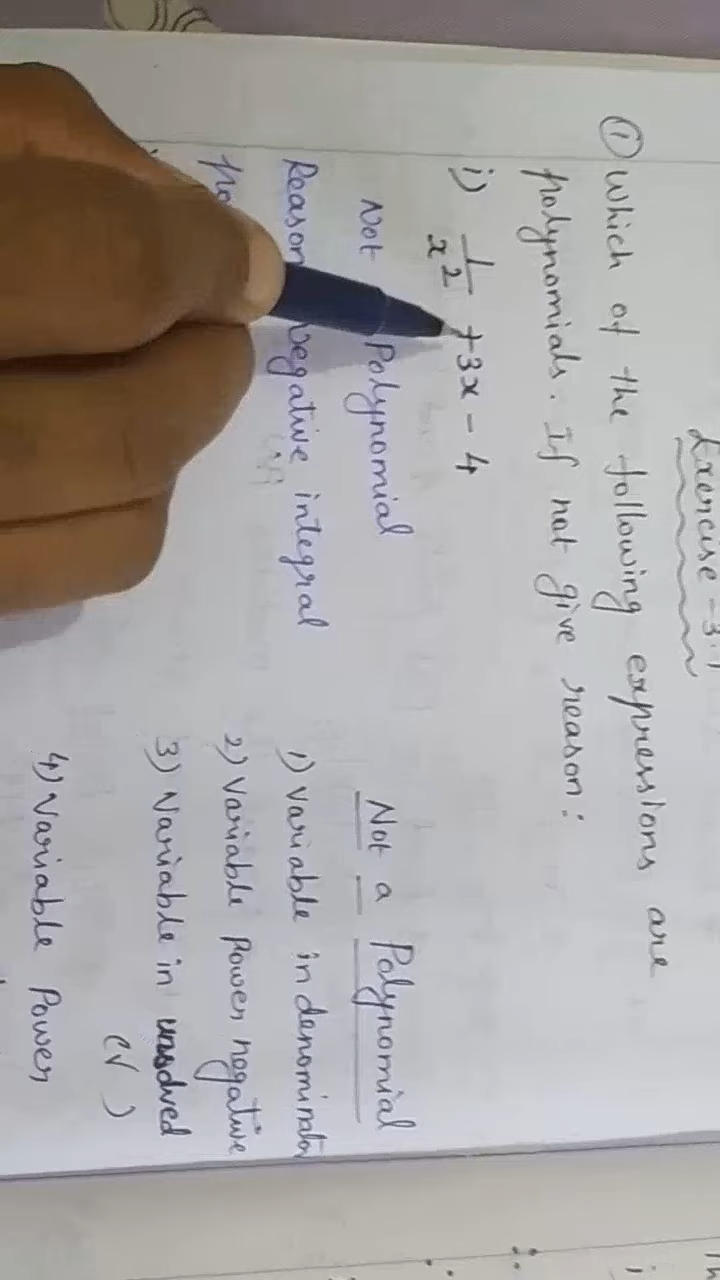 Exercise - 3.1
① Which of the following expressions are
polynomials. If not give reason:
i) 1/x² + 3x - 4
Not Polynomial
Reason negative integral
Not a Polynomial
1) Variable in denominator
2) Variable Power negative
3) Variable in unsolved
(√ )
4) Variable Power